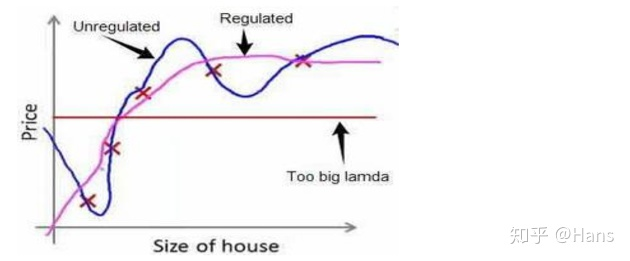 Regulated
Unregulated
Price
Too big lamda
Size of house
知乎 @Hans